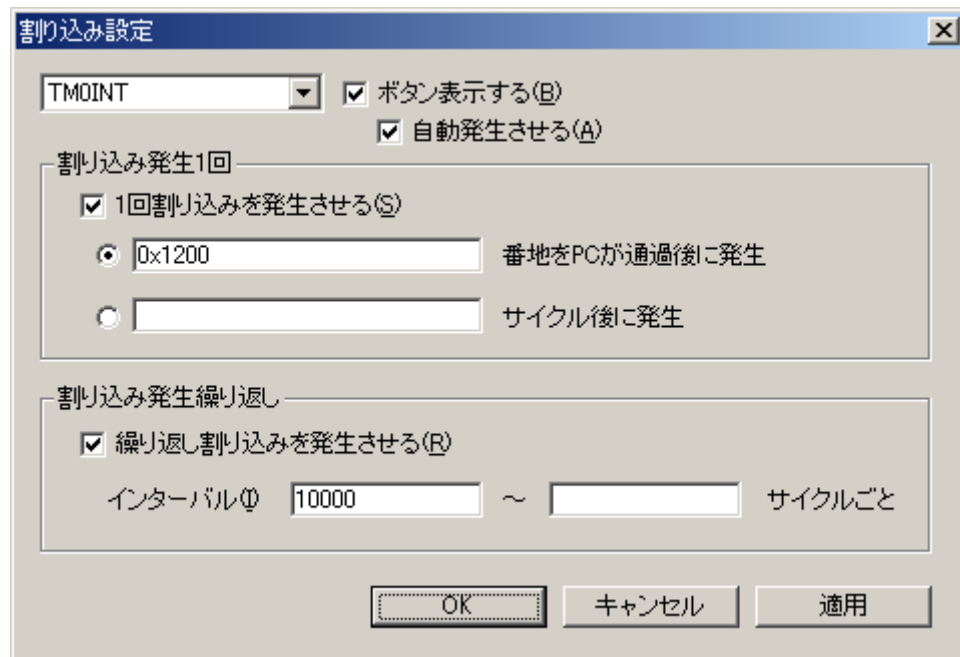 割り込み設定
TM0INT ボタン表示する(B)
自動発生させる(A)
割り込み発生1回
1回割り込みを発生させる(S)
0x1200 番地をPCが通過後に発生
サイクル後に発生
割り込み発生繰り返し
繰り返し割り込みを発生させる(R)
インターバル(I) 10000 ～ サイクルごと
OK キャンセル 適用